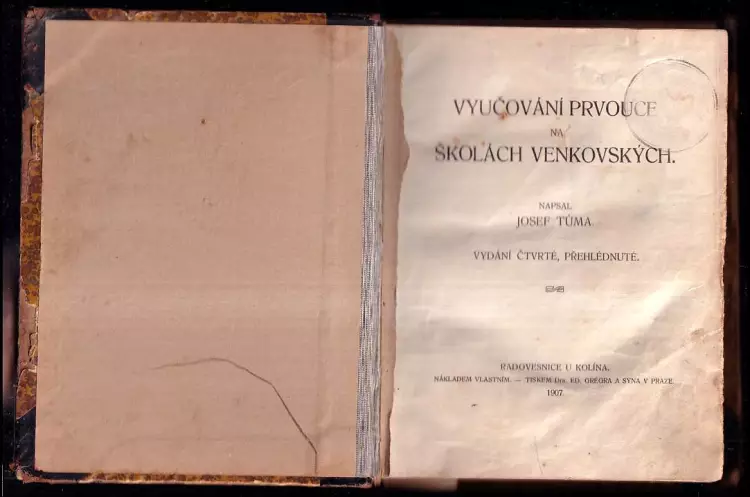 VYUČOVÁNÍ PRVOUCE
NA
ŠKOLÁCH VENKOVSKÝCH.
NAPSAL
JOSEF TŮMA.
VYDÁNÍ ČTVRTÉ, PŘEHLÉDNUTÉ.
RADOVESNICE U KOLÍNA.
NÁKLADEM VLASTNÍM. — TISKEM Dra. ED. GRÉGRA A SYNA V PRAZE.
1907